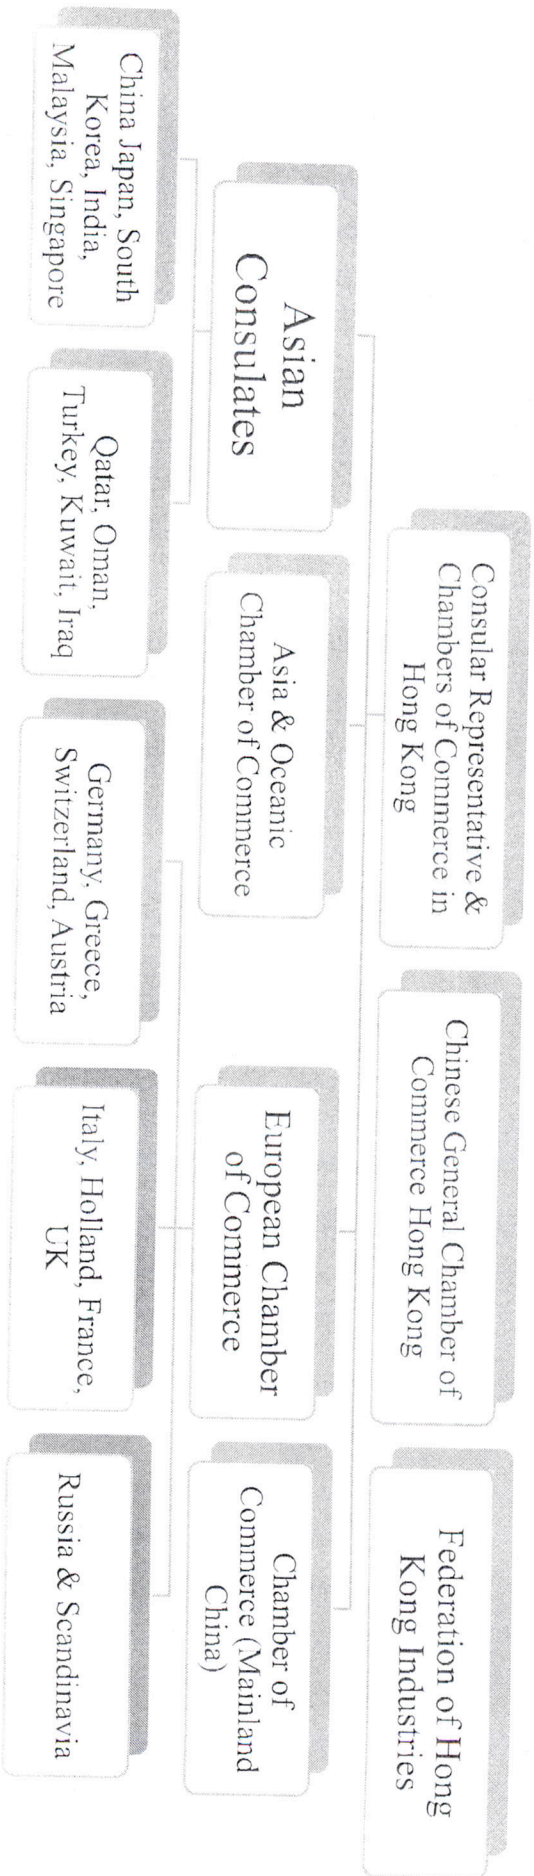 Consular Representative &
Chambers of Commerce in
Hong Kong
Chinese General Chamber of
Commerce Hong Kong
Federation of Hong
Kong Industries
Asian
Consulates
Asia & Oceanic
Chamber of Commerce
European Chamber
of Commerce
Chamber of
Commerce (Mainland
China)
China Japan, South
Korea, India,
Malaysia, Singapore
Qatar, Oman,
Turkey, Kuwait, Iraq
Germany, Greece,
Switzerland, Austria
Italy, Holland, France,
UK
Russia & Scandinavia